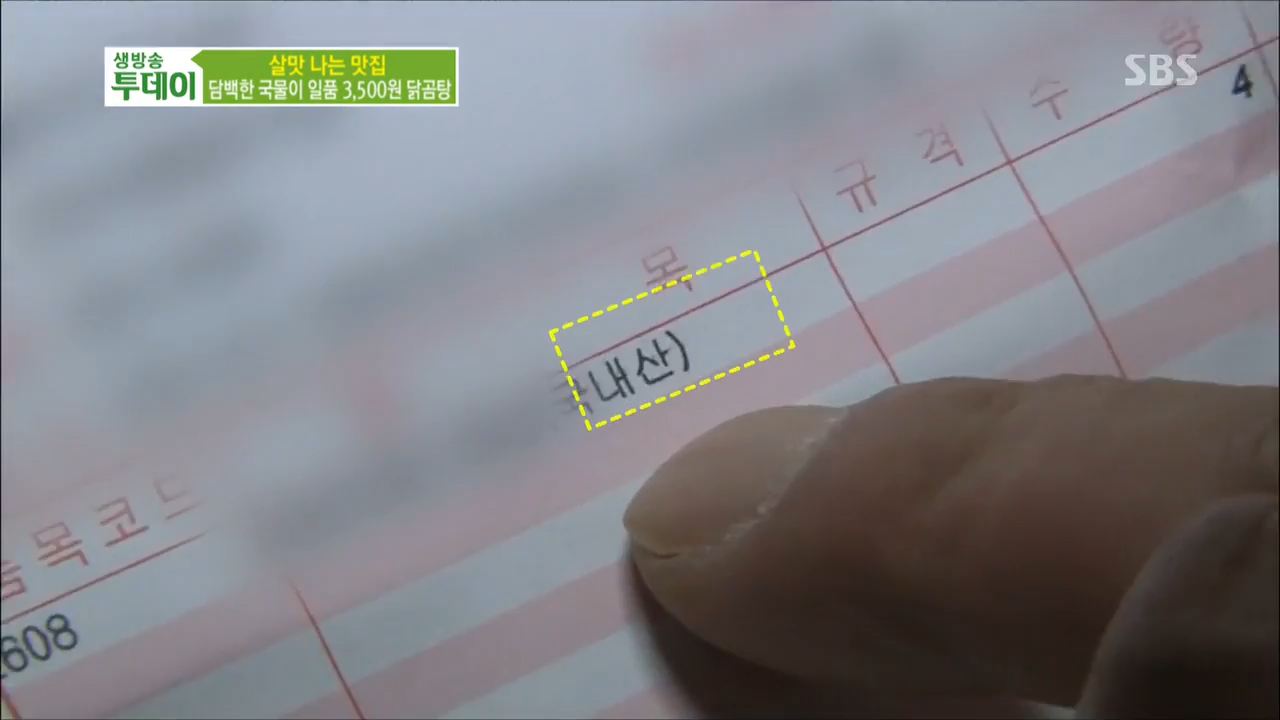 생방송
투데이
살맛 나는 맛집
담백한 국물이 일품 3,500원 닭곰탕
SBS
목
규 격
수 량
4
국내산)
품목코드
608